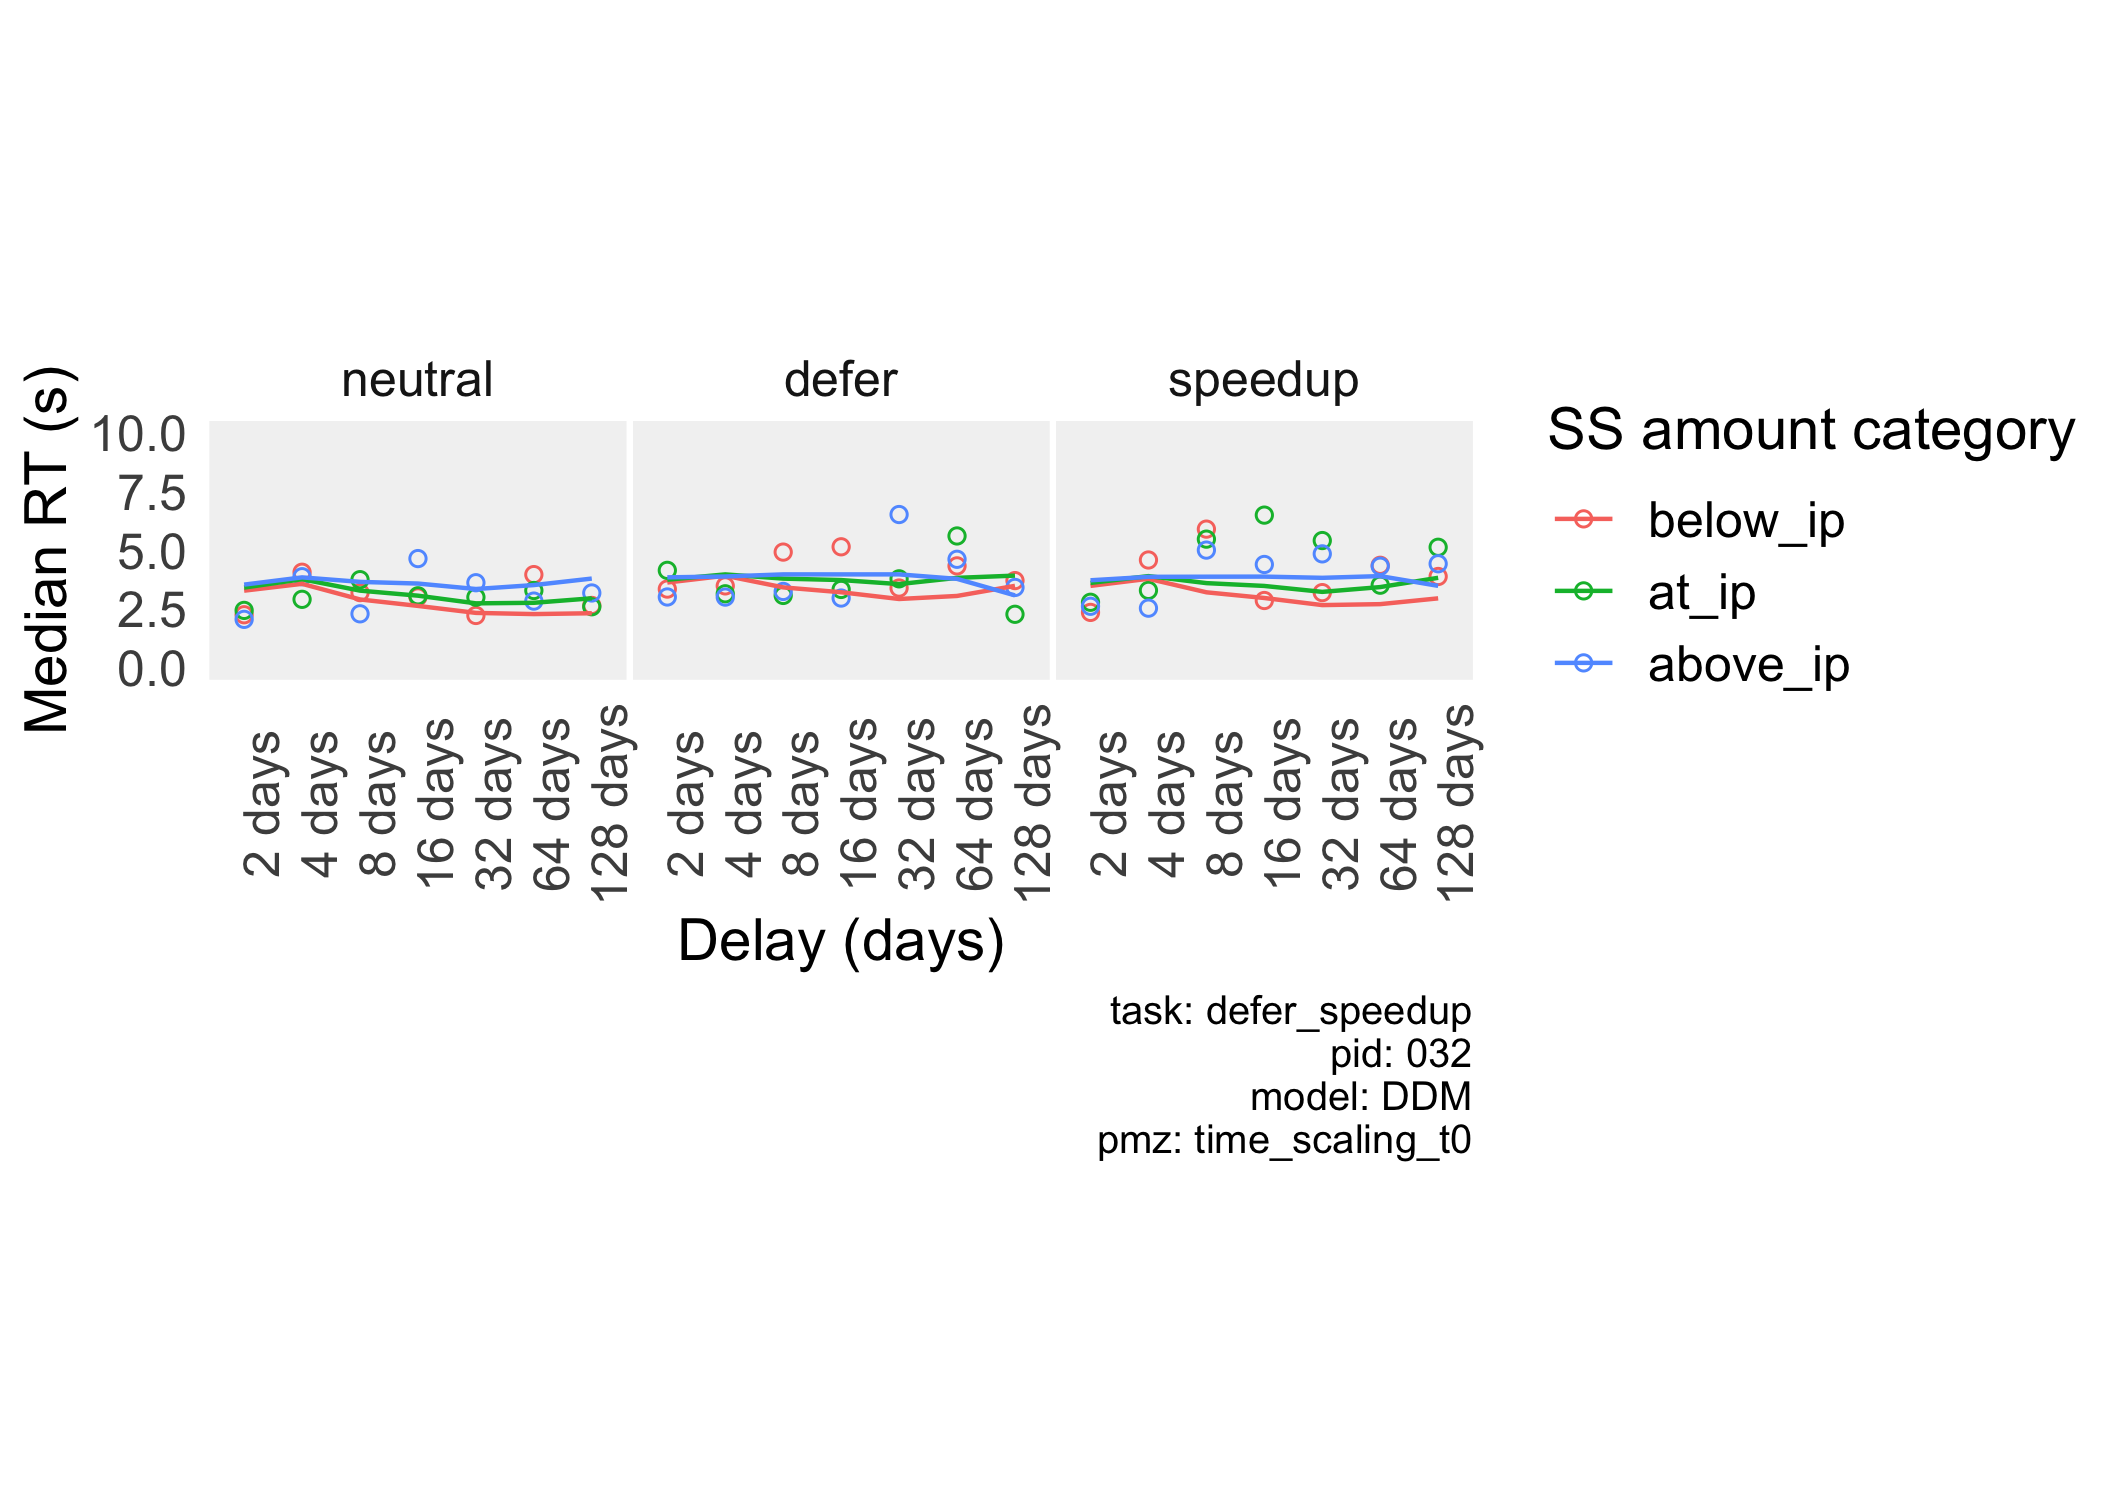 neutral
defer
speedup
Median RT (s)
10.0
7.5
5.0
2.5
0.0
2 days
4 days
8 days
16 days
32 days
64 days
128 days
2 days
4 days
8 days
16 days
32 days
64 days
128 days
2 days
4 days
8 days
16 days
32 days
64 days
128 days
Delay (days)
SS amount category
below_ip
at_ip
above_ip
task: defer_speedup
pid: 032
model: DDM
pmz: time_scaling_t0